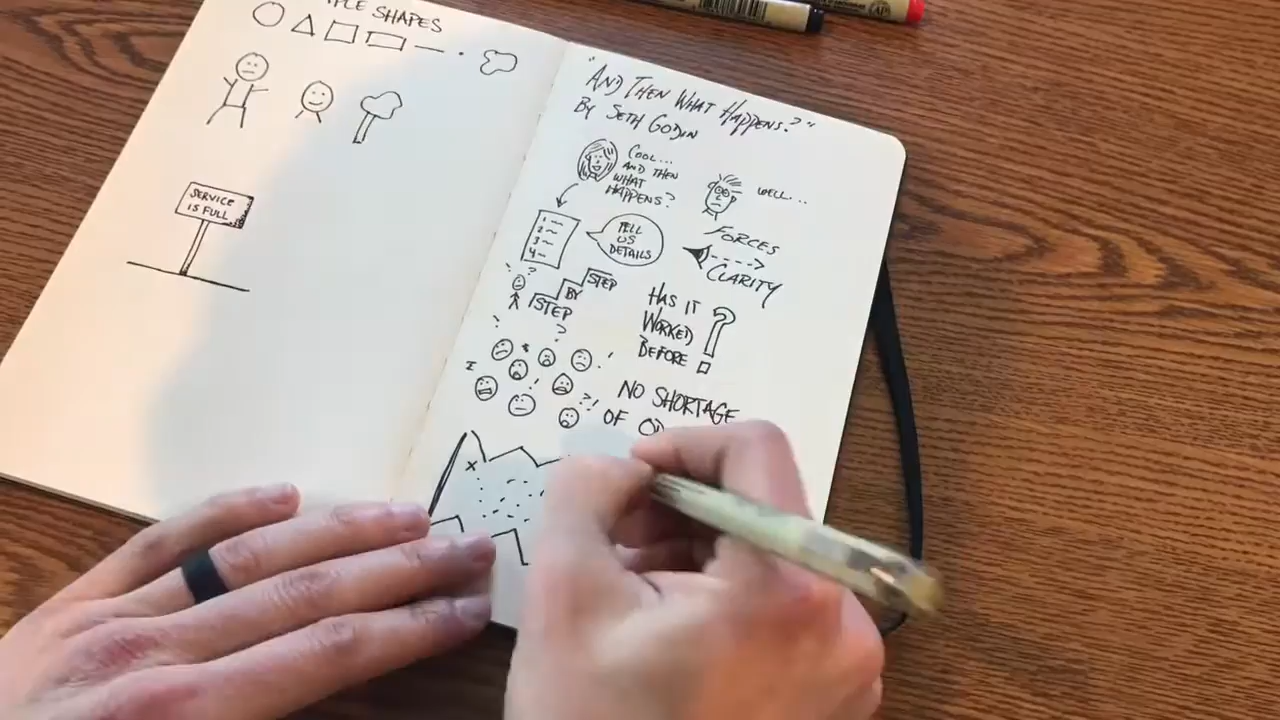 SHAPES
SERVICE
IS FULL
"AND THEN WHAT HAPPENS?"
BY SETH GODIN
COOL...
AND THEN
WHAT
HAPPENS?
WELL...
1
2
3
4
TELL
US
DETAILS
FORCES
CLARITY
STEP
BY
STEP
HAS IT
WORKED
BEFORE
?
NO SHORTAGE
OF